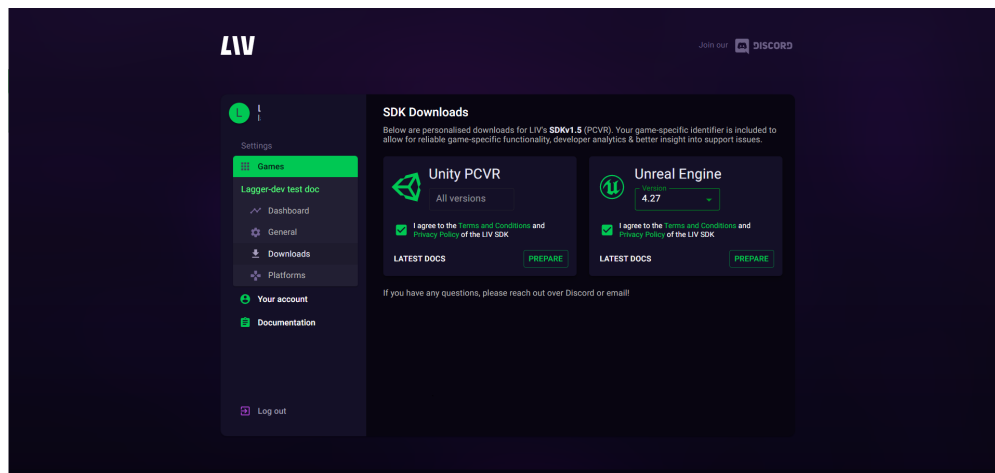 LIV
Join our DISCORD
L
Settings
Games
Lagger-dev test doc
Dashboard
General
Downloads
Platforms
Your account
Documentation
Log out
SDK Downloads
Below are personalised downloads for LIV's SDKv1.5 (PCVR). Your game-specific identifier is included to
allow for reliable game-specific functionality, developer analytics & better insight into support issues.
Unity PCVR
All versions
I agree to the Terms and Conditions and
Privacy Policy of the LIV SDK
LATEST DOCS
PREPARE
Unreal Engine
Version
4.27
I agree to the Terms and Conditions and
Privacy Policy of the LIV SDK
LATEST DOCS
PREPARE
If you have any questions, please reach out over Discord or email!